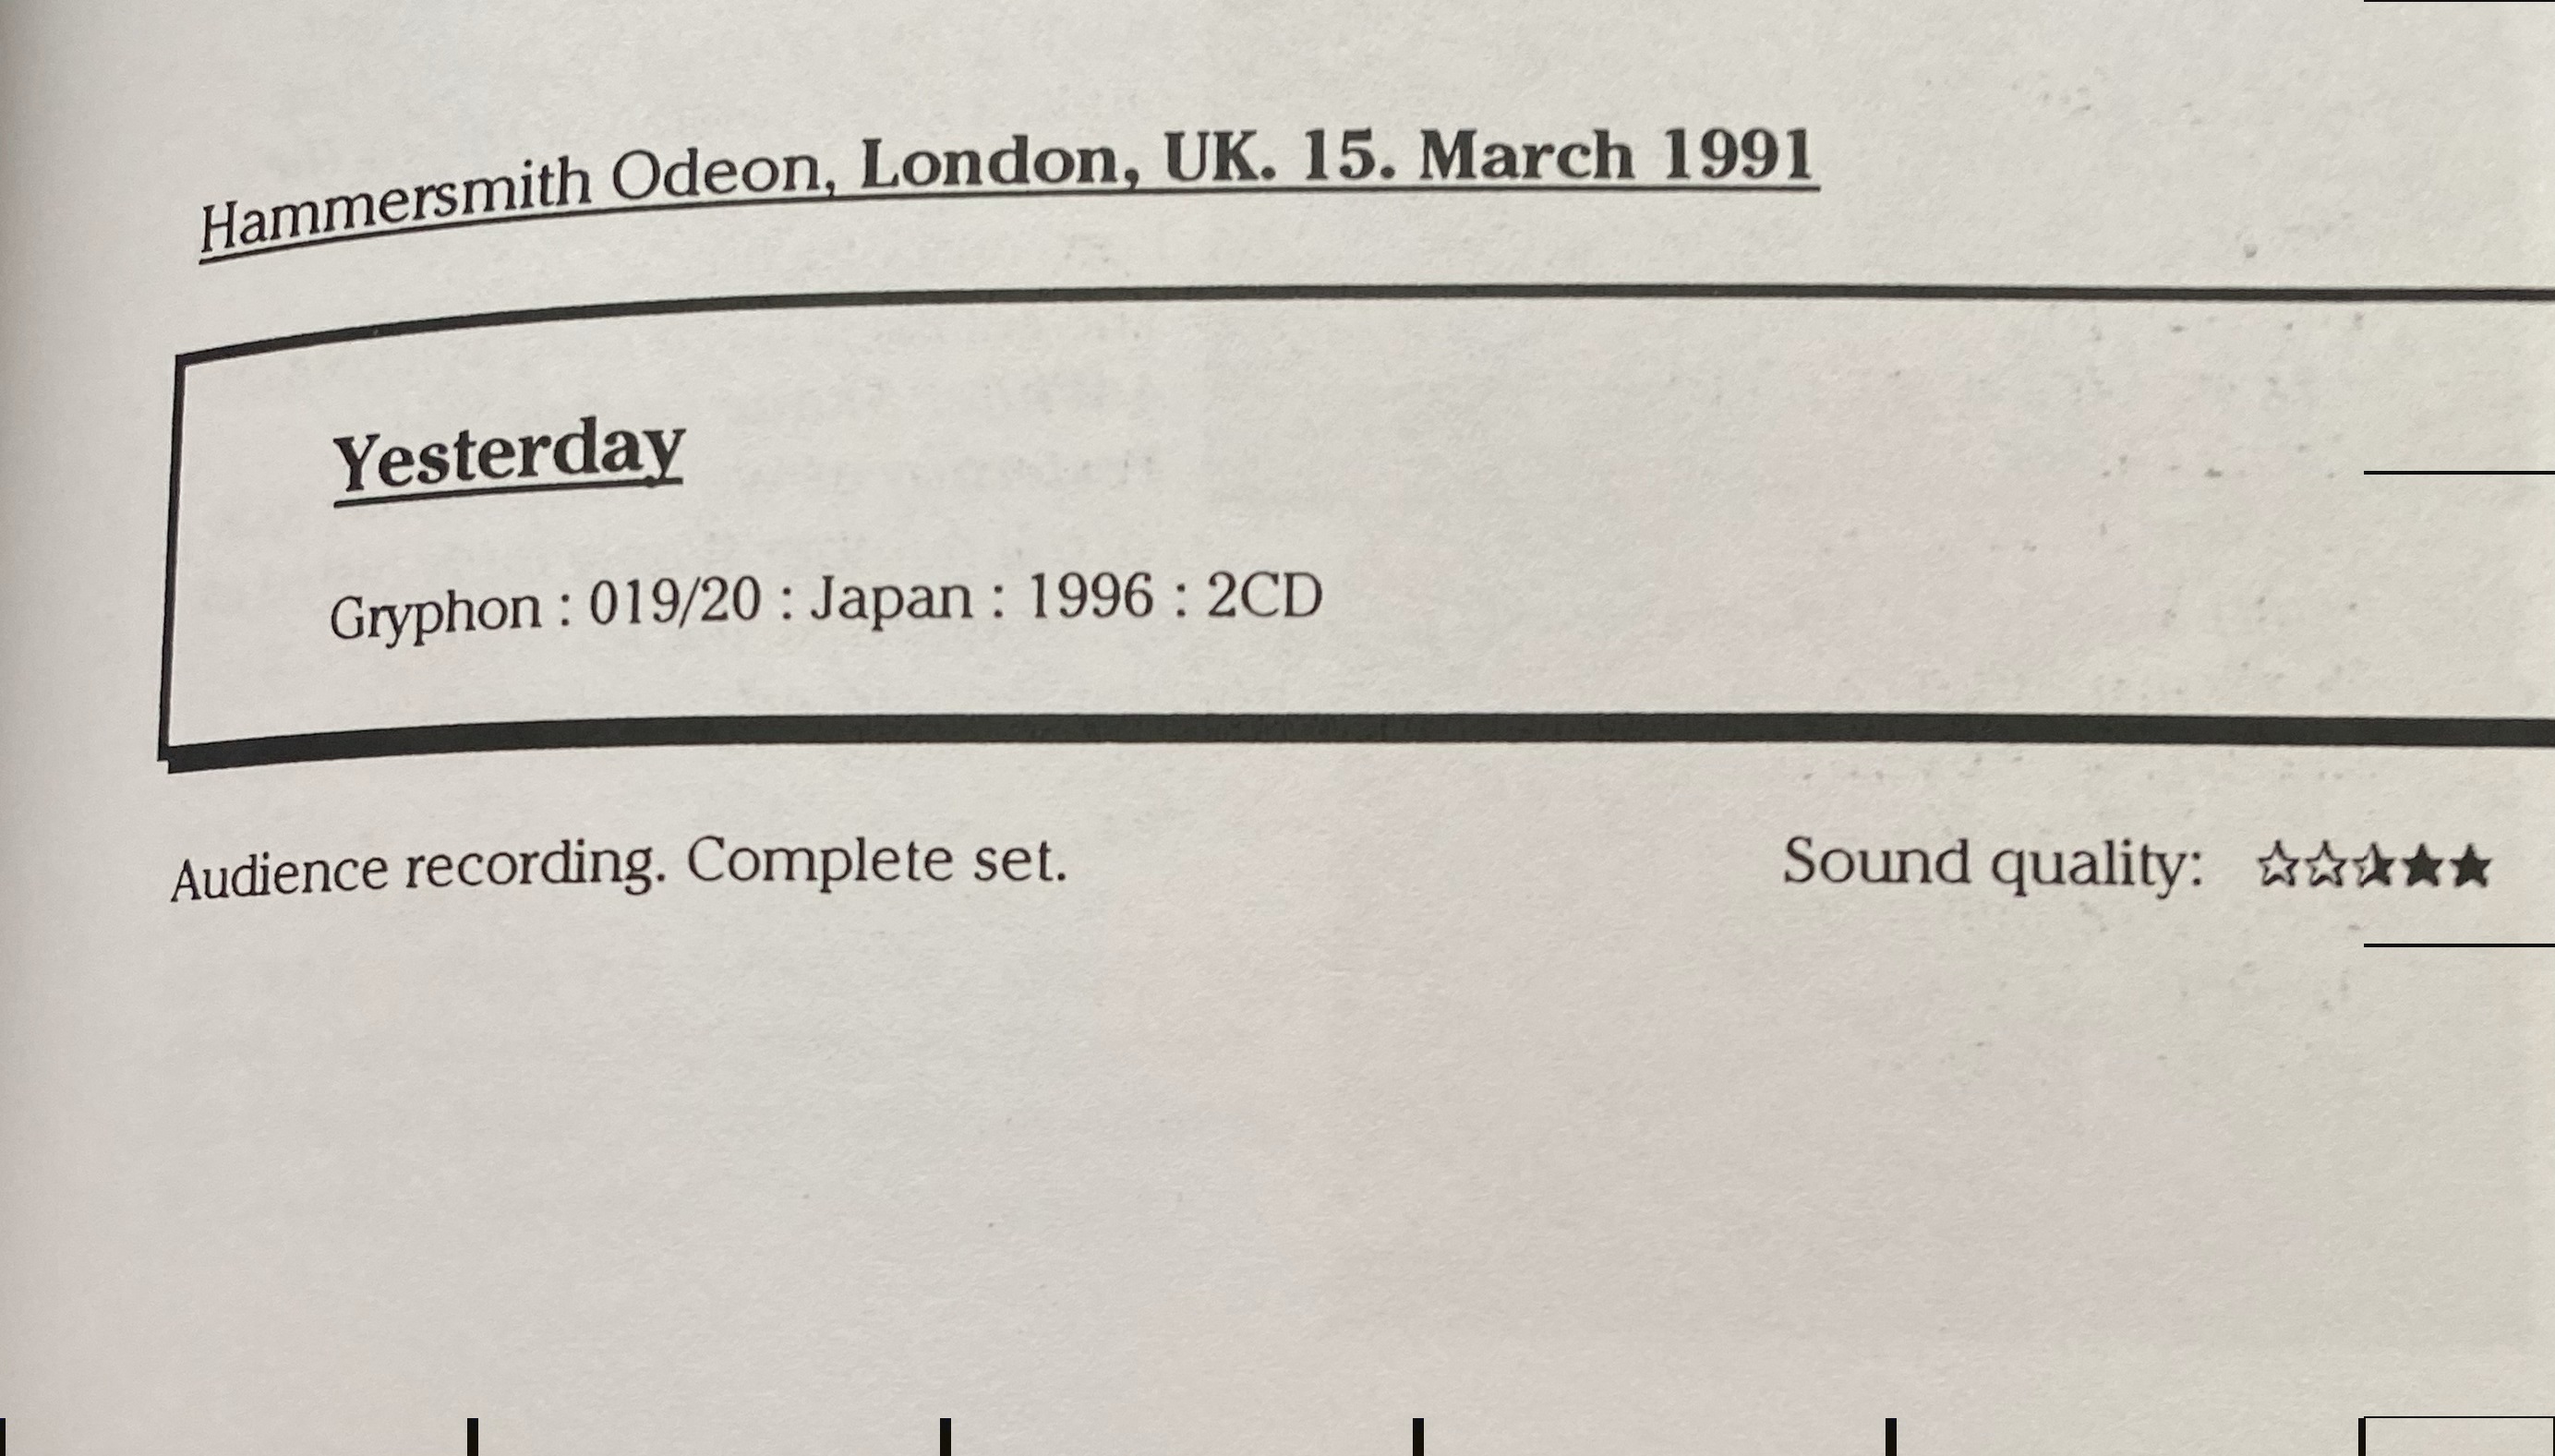 Hammersmith Odeon, London, UK. 15. March 1991
Yesterday
Gryphon : 019/20 : Japan : 1996 : 2CD
Audience recording. Complete set.
Sound quality: ☆☆⯪★★